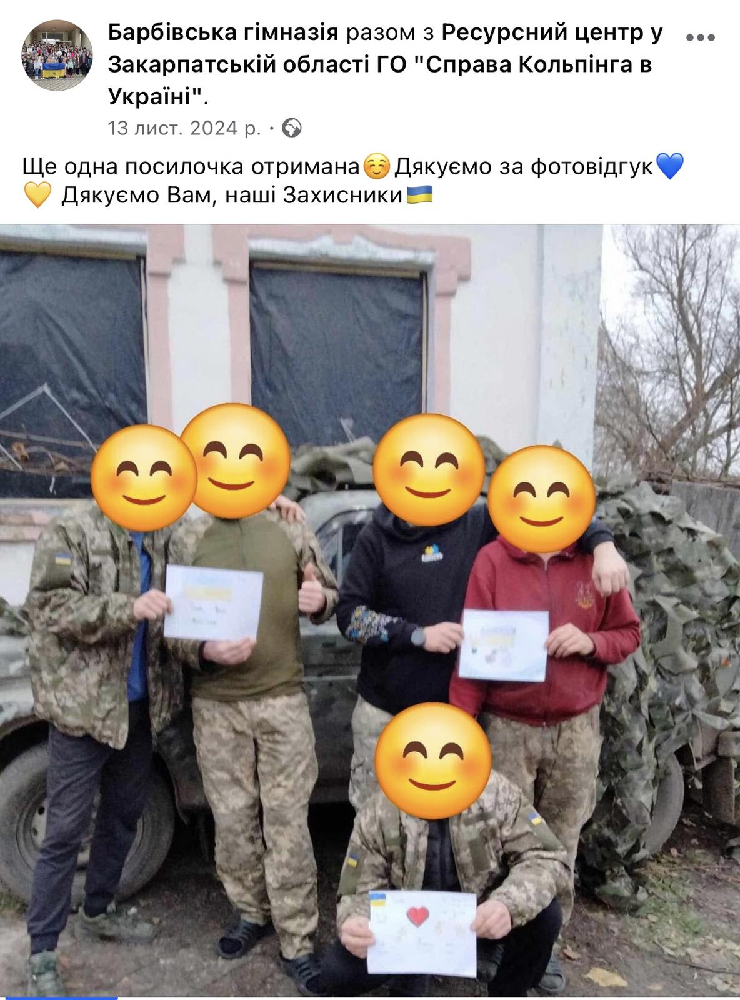 Барбівська гімназія разом з Ресурсний центр у
Закарпатській області ГО "Справа Кольпінга в
Україні".
13 лист. 2024 р. ·
Ще одна посилочка отримана☺️Дякуємо за фотовідгук💙
💛 Дякуємо Вам, наші Захисники🇺🇦